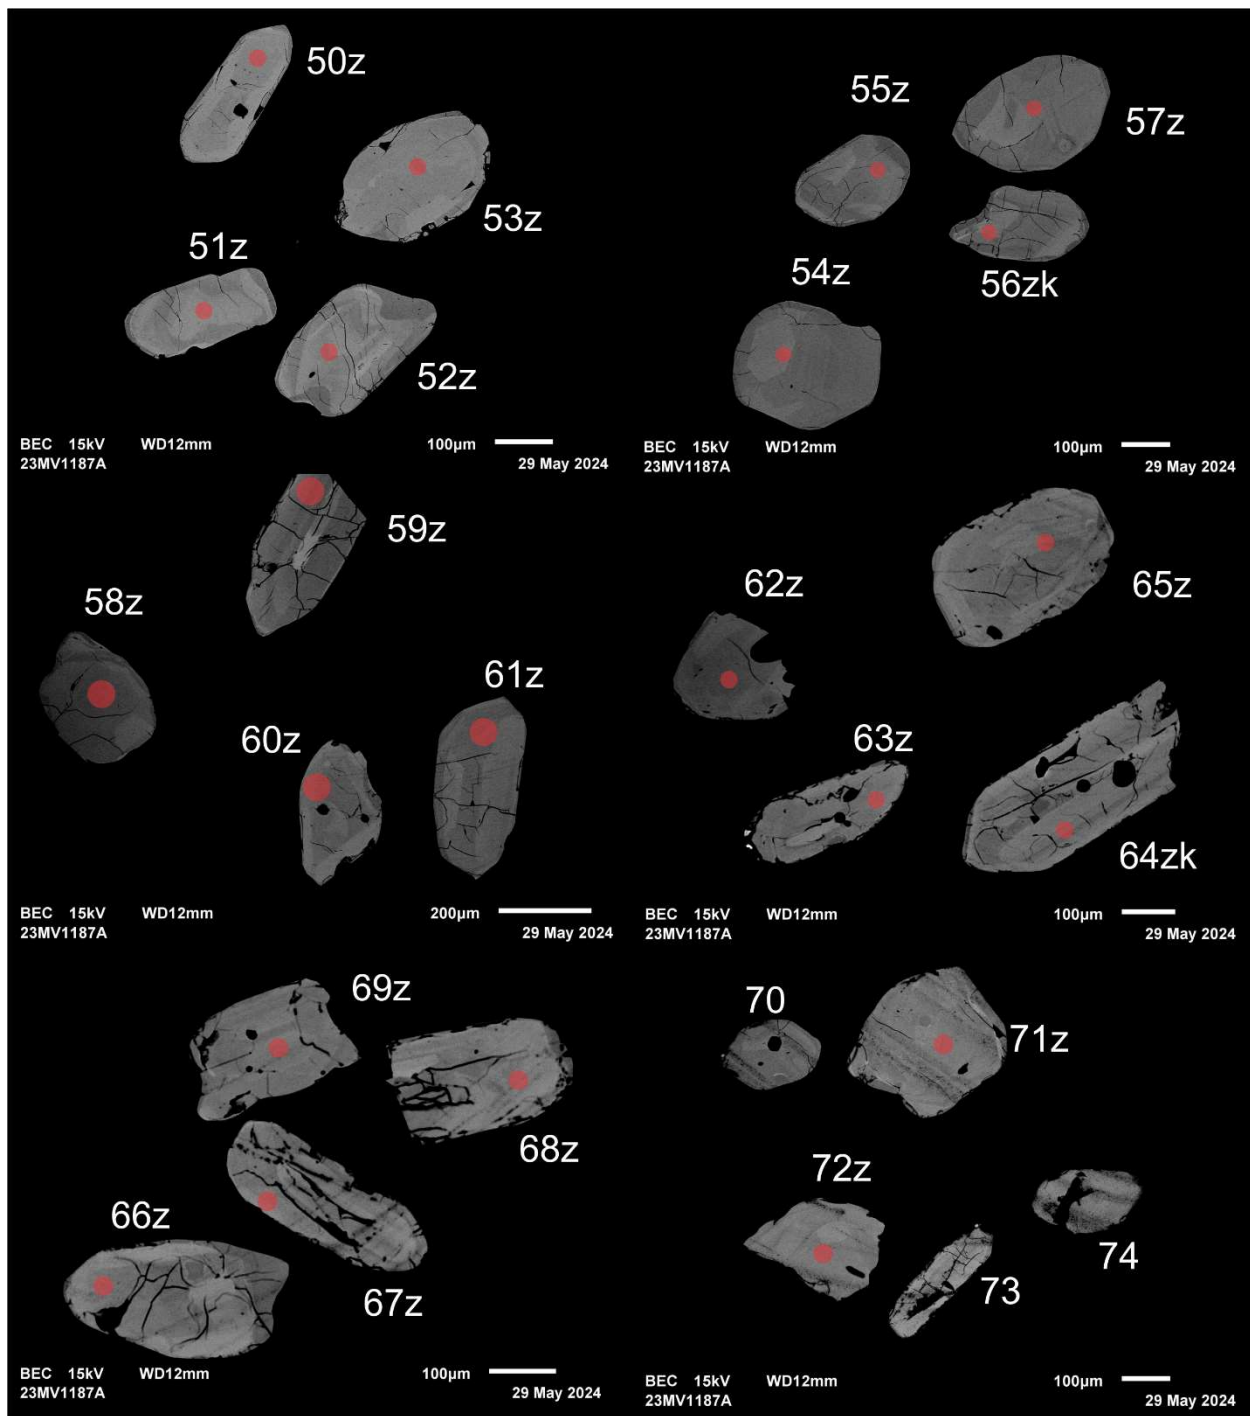 50z
53z
51z
52z
BEC 15kV WD12mm 100µm
23MV1187A 29 May 2024
55z
57z
54z
56zk
BEC 15kV WD12mm 100µm
23MV1187A 29 May 2024
59z
58z
61z
60z
BEC 15kV WD12mm 200µm
23MV1187A 29 May 2024
62z
65z
63z
64zk
BEC 15kV WD12mm 100µm
23MV1187A 29 May 2024
69z
68z
66z
67z
BEC 15kV WD12mm 100µm
23MV1187A 29 May 2024
70
71z
72z
74
73
BEC 15kV WD12mm 100µm
23MV1187A 29 May 2024